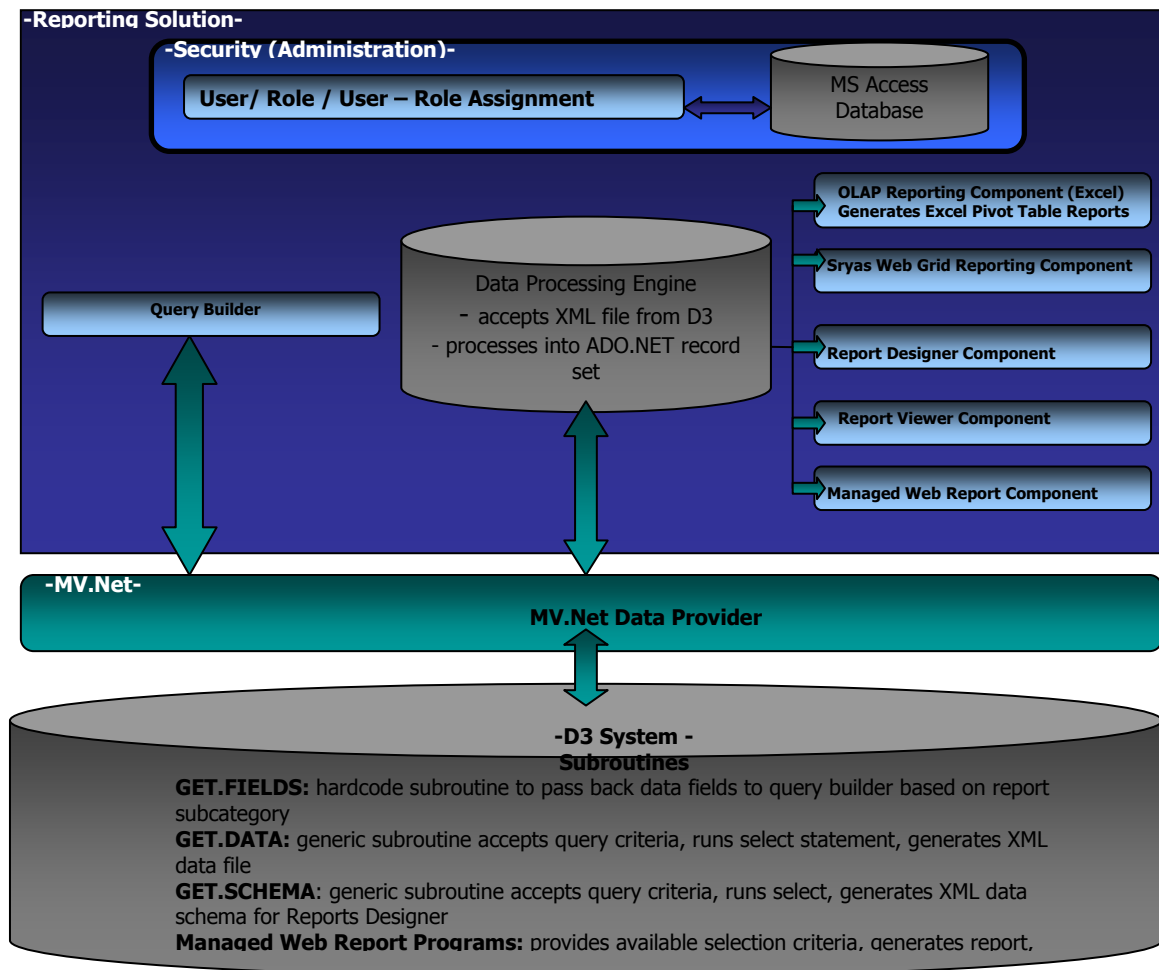 -Reporting Solution-
-Security (Administration)-
User/ Role / User – Role Assignment
MS Access
Database
OLAP Reporting Component (Excel)
Generates Excel Pivot Table Reports
Sryas Web Grid Reporting Component
Data Processing Engine
- accepts XML file from D3
- processes into ADO.NET record
set
Query Builder
Report Designer Component
Report Viewer Component
Managed Web Report Component
-MV.Net-
MV.Net Data Provider
-D3 System -
Subroutines
GET.FIELDS: hardcode subroutine to pass back data fields to query builder based on report
subcategory
GET.DATA: generic subroutine accepts query criteria, runs select statement, generates XML
data file
GET.SCHEMA: generic subroutine accepts query criteria, runs select, generates XML data
schema for Reports Designer
Managed Web Report Programs: provides available selection criteria, generates report,